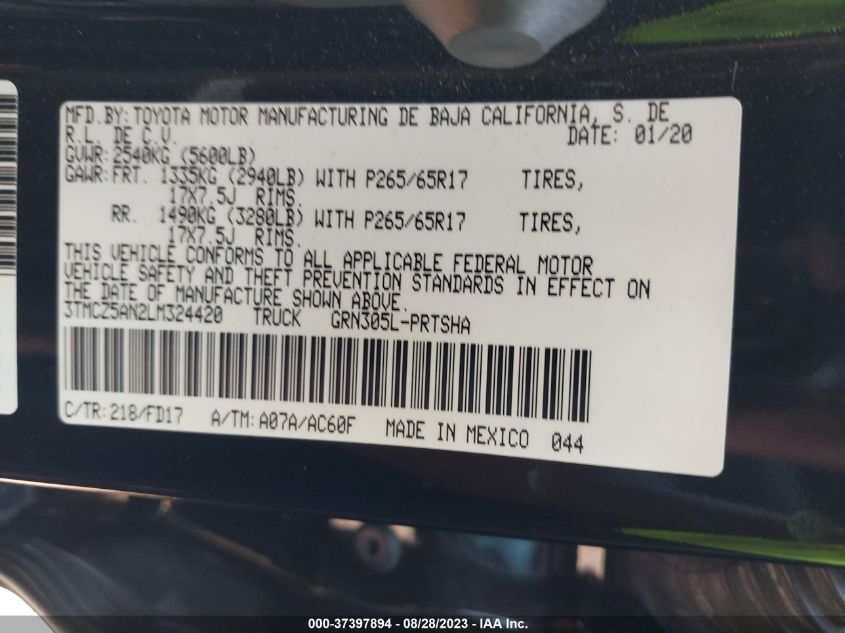 MFD.BY:TOYOTA MOTOR MANUFACTURING DE BAJA CALIFORNIA, S. DE
R.L. DE C.V. DATE: 01/20
GVWR:2540KG (5600LB)
GAWR:FRT. 1335KG (2940LB) WITH P265/65R17 TIRES,
17X7.5J RIMS.
RR. 1490KG (3280LB) WITH P265/65R17 TIRES,
17X7.5J RIMS.
THIS VEHICLE CONFORMS TO ALL APPLICABLE FEDERAL MOTOR
VEHICLE SAFETY AND THEFT PREVENTION STANDARDS IN EFFECT ON
THE DATE OF MANUFACTURE SHOWN ABOVE.
3TMCZ5AN2LM324420 TRUCK GRN305L-PRTSHA
C/TR:218/FD17 A/TM:A07A/AC60F MADE IN MEXICO 044
000-37397894 - 08/28/2023 - IAA Inc.